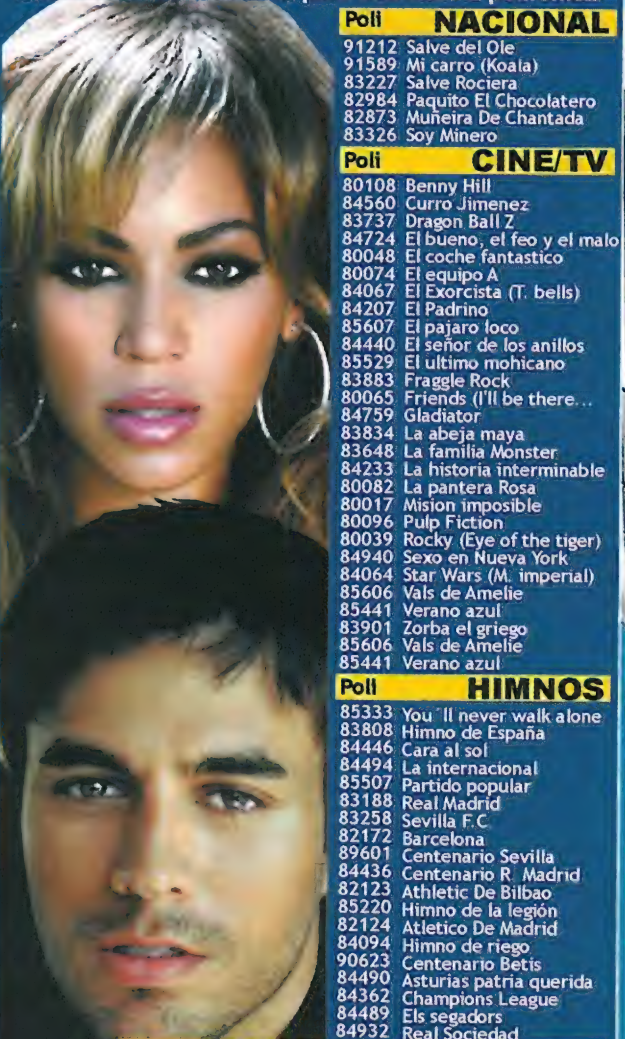 Poli NACIONAL
91212 Salve del Ole
91589 Mi carro (Koala)
83227 Salve Rociera
82984 Paquito El Chocolatero
82873 Muñeira De Chantada
83326 Soy Minero
Poli CINE/TV
80108 Benny Hill
84560 Curro Jimenez
83737 Dragon Ball Z
84724 El bueno, el feo y el malo
80048 El coche fantastico
80074 El equipo A
84067 El Exorcista (T. bells)
84207 El Padrino
85607 El pajaro loco
84440 El señor de los anillos
85529 El ultimo mohicano
83883 Fraggle Rock
80065 Friends (I'll be there...
84759 Gladiator
83834 La abeja maya
83648 La familia Monster
84233 La historia interminable
80082 La pantera Rosa
80017 Mision imposible
80096 Pulp Fiction
80039 Rocky (Eye of the tiger)
84940 Sexo en Nueva York
84064 Star Wars (M. imperial)
85606 Vals de Amelie
85441 Verano azul
83901 Zorba el griego
85606 Vals de Amelie
85441 Verano azul
Poli HIMNOS
85333 You´ll never walk alone
83808 Himno de España
84446 Cara al sol
84494 La internacional
85507 Partido popular
83188 Real Madrid
83258 Sevilla F.C
82172 Barcelona
89601 Centenario Sevilla
84436 Centenario R. Madrid
82123 Athletic De Bilbao
85220 Himno de la legión
82124 Atletico De Madrid
84094 Himno de riego
90623 Centenario Betis
84490 Asturias patria querida
84362 Champions League
84489 Els segadors
84932 Real Sociedad